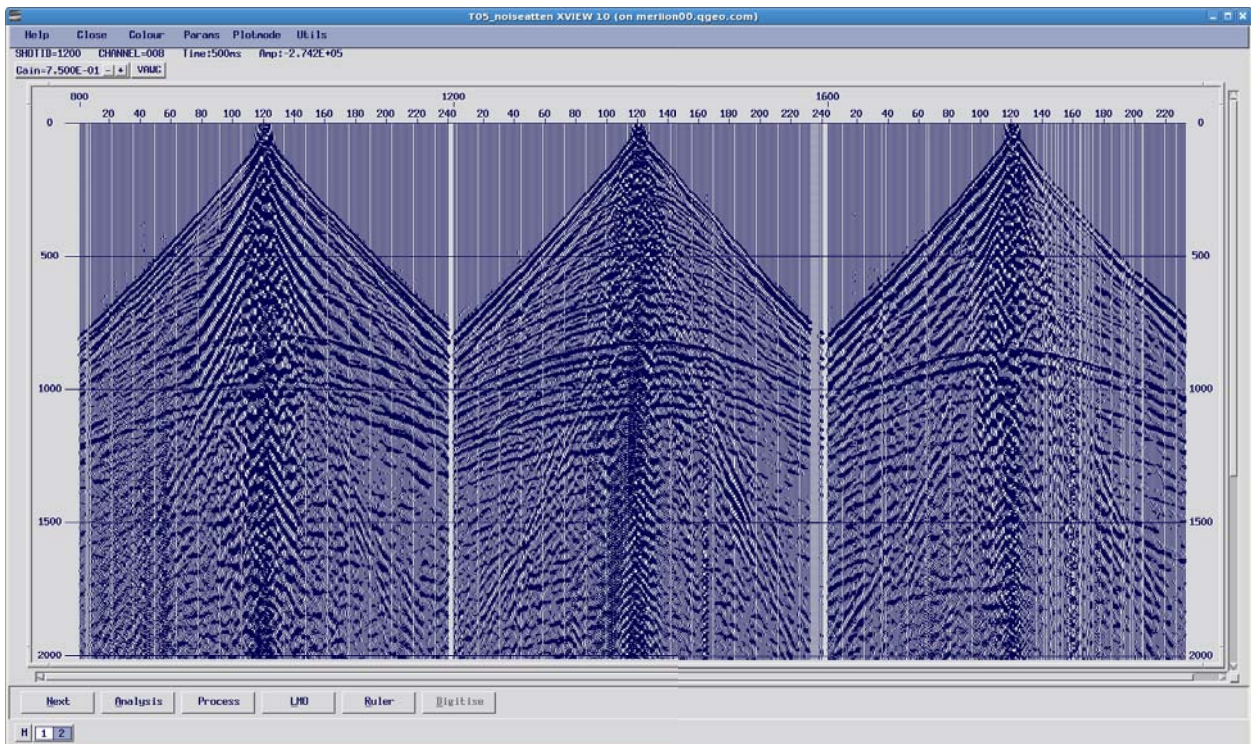 T05_noiseatten XVIEW 10 (on merlion00.qgeo.com)
Help Close Colour Params Plotmode Utils
SHOTID=1200 CHANNEL=008 Time:500ms Amp:-2.742E+05
Gain=7.500E-01 - + VAWG
800 1200 1600
20 40 60 80 100 120 140 160 180 200 220 240 20 40 60 80 100 120 140 160 180 200 220 240 20 40 60 80 100 120 140 160 180 200 220
0 0
500 500
1000 1000
1500 1500
2000 2000
Next Analysis Process LMO Ruler Digitise
M 1 2